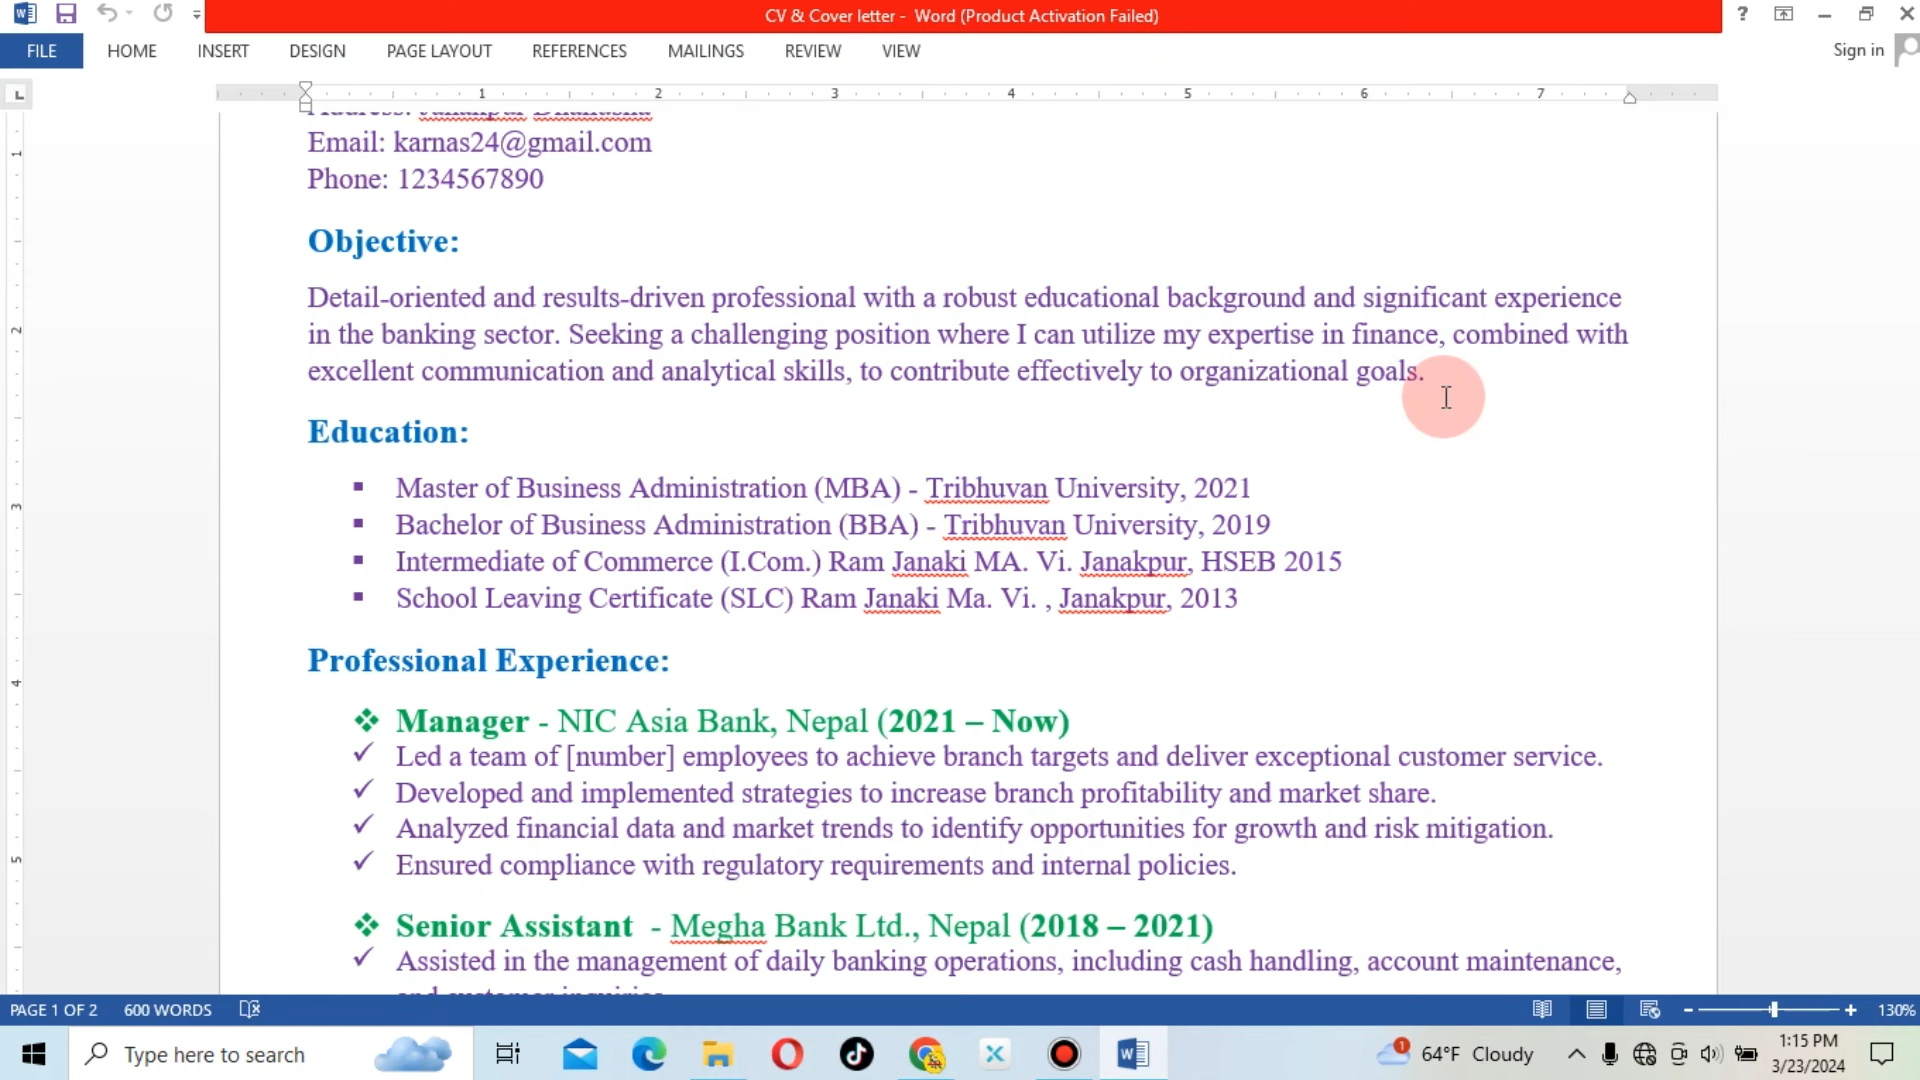 CV & Cover letter - Word (Product Activation Failed)
FILE HOME INSERT DESIGN PAGE LAYOUT REFERENCES MAILINGS REVIEW VIEW Sign in
1 2 3 4 5 6 7
Email: karnas24@gmail.com
Phone: 1234567890
Objective:
Detail-oriented and results-driven professional with a robust educational background and significant experience
in the banking sector. Seeking a challenging position where I can utilize my expertise in finance, combined with
excellent communication and analytical skills, to contribute effectively to organizational goals.
Education:
▪ Master of Business Administration (MBA) - Tribhuvan University, 2021
▪ Bachelor of Business Administration (BBA) - Tribhuvan University, 2019
▪ Intermediate of Commerce (I.Com.) Ram Janaki MA. Vi. Janakpur, HSEB 2015
▪ School Leaving Certificate (SLC) Ram Janaki Ma. Vi. , Janakpur, 2013
Professional Experience:
❖ Manager - NIC Asia Bank, Nepal (2021 – Now)
✓ Led a team of [number] employees to achieve branch targets and deliver exceptional customer service.
✓ Developed and implemented strategies to increase branch profitability and market share.
✓ Analyzed financial data and market trends to identify opportunities for growth and risk mitigation.
✓ Ensured compliance with regulatory requirements and internal policies.
❖ Senior Assistant - Megha Bank Ltd., Nepal (2018 – 2021)
✓ Assisted in the management of daily banking operations, including cash handling, account maintenance,
PAGE 1 OF 2 600 WORDS 130%
Type here to search 1 64°F Cloudy 1:15 PM
3/23/2024